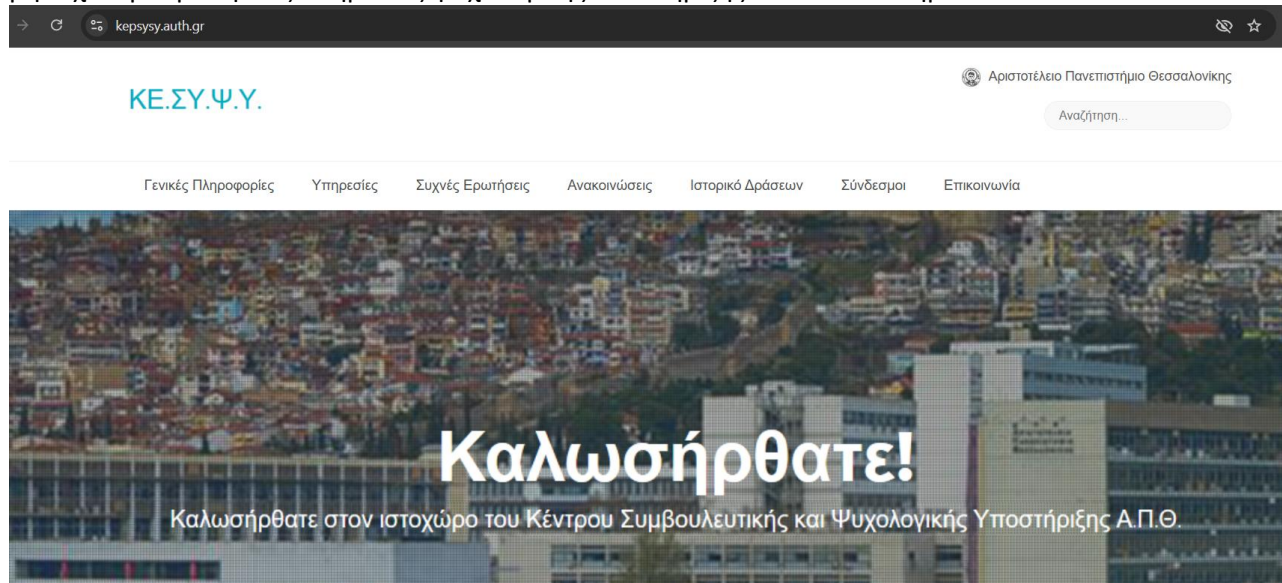 kepsysy.auth.gr
Αριστοτέλειο Πανεπιστήμιο Θεσσαλονίκης
ΚΕ.ΣΥ.Ψ.Υ.
Αναζήτηση...
Γενικές Πληροφορίες Υπηρεσίες Συχνές Ερωτήσεις Ανακοινώσεις Ιστορικό Δράσεων Σύνδεσμοι Επικοινωνία
Καλωσήρθατε!
Καλωσήρθατε στον ιστοχώρο του Κέντρου Συμβουλευτικής και Ψυχολογικής Υποστήριξης Α.Π.Θ.